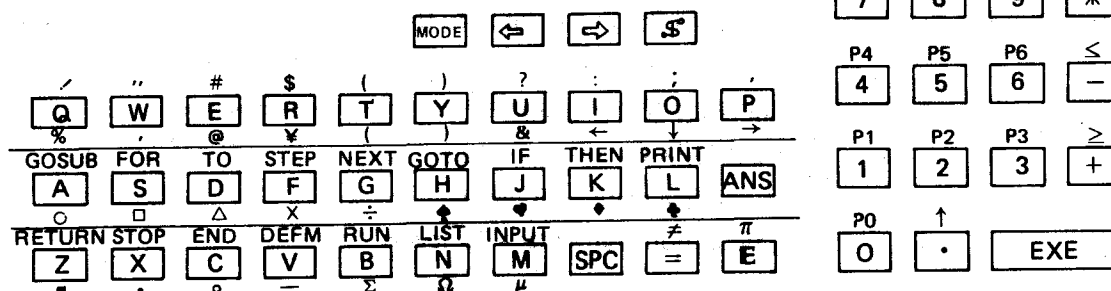 MODE ⇦ ⇨ $
7 8 9 *
! " # $ ( ) ? : ; ,
Q W E R T Y U I O P
% ' @ ¥ ( ) & ← ↓ →
P4 P5 P6 ≤
4 5 6 −
GOSUB FOR TO STEP NEXT GOTO IF THEN PRINT
A S D F G H J K L ANS
○ □ △ × ÷ ♠ ♥ ♦ ♣
P1 P2 P3 ≥
1 2 3 +
RETURN STOP END DEFM RUN LIST INPUT ≠ π
Z X C V B N M SPC = E
— Σ Ω μ
P0 ↑
0 · EXE